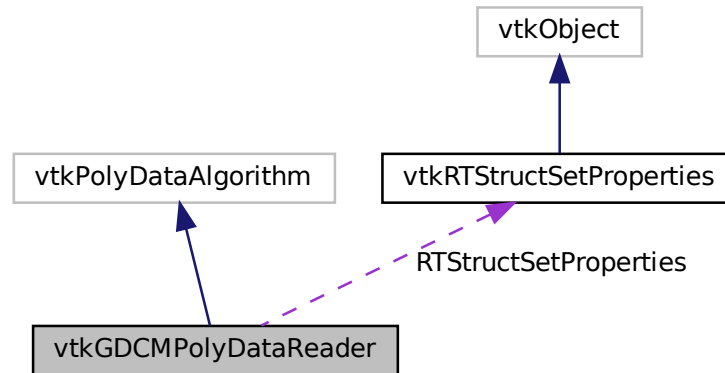 vtkObject
vtkPolyDataAlgorithm
vtkRTStructSetProperties
RTStructSetProperties
vtkGDCMPolyDataReader